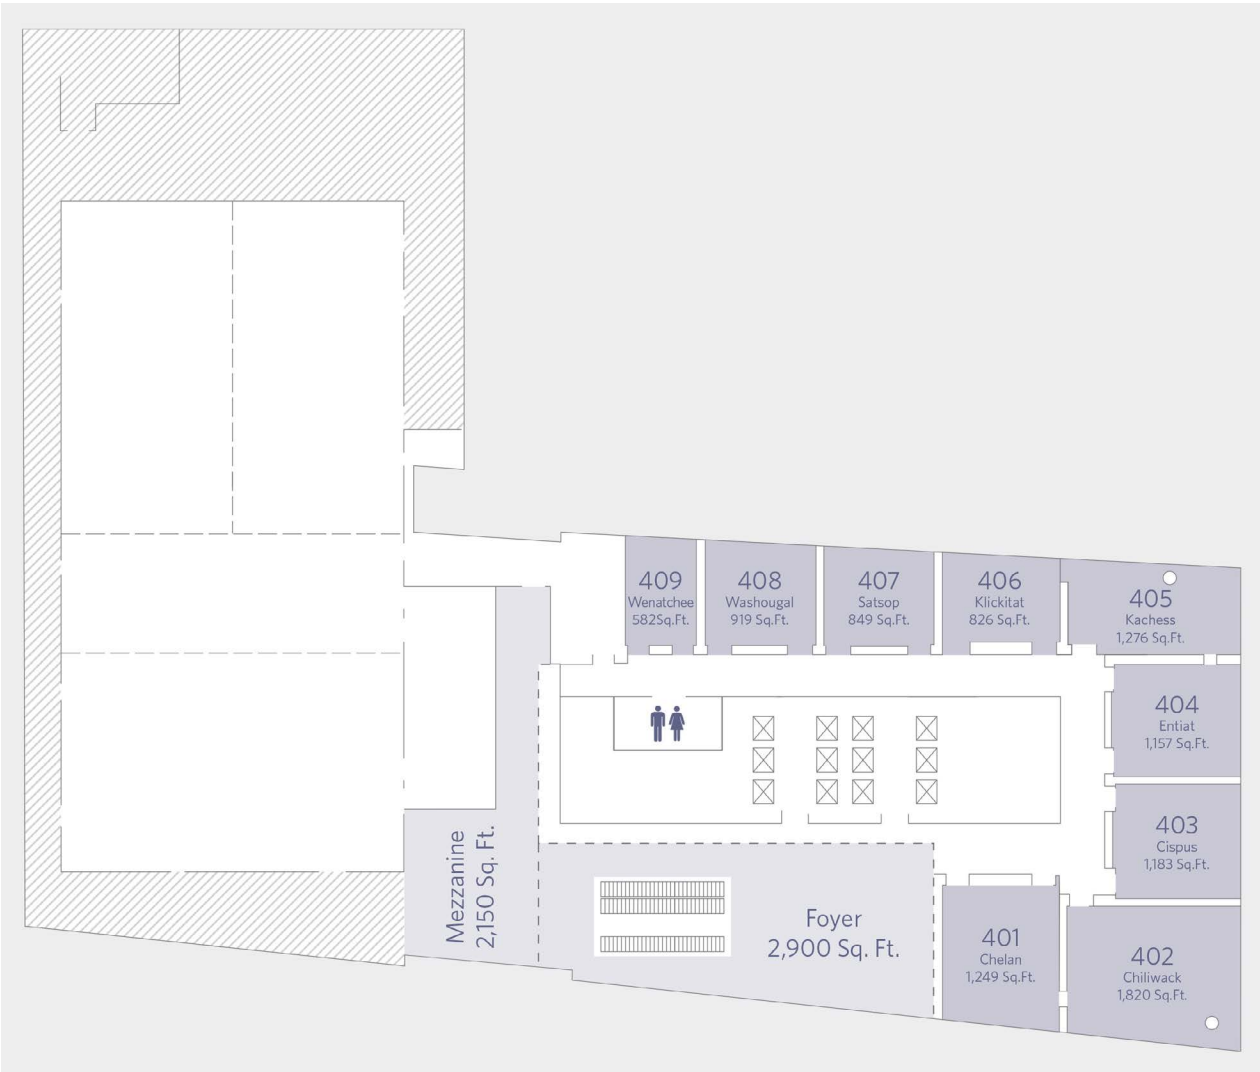 409
Wenatchee
582Sq.Ft.
408
Washougal
919 Sq.Ft.
407
Satsop
849 Sq.Ft.
406
Klickitat
826 Sq.Ft.
405
Kachess
1,276 Sq.Ft.
404
Entiat
1,157 Sq.Ft.
403
Cispus
1,183 Sq.Ft.
Mezzanine
2,150 Sq. Ft.
Foyer
2,900 Sq. Ft.
401
Chelan
1,249 Sq.Ft.
402
Chiliwack
1,820 Sq.Ft.